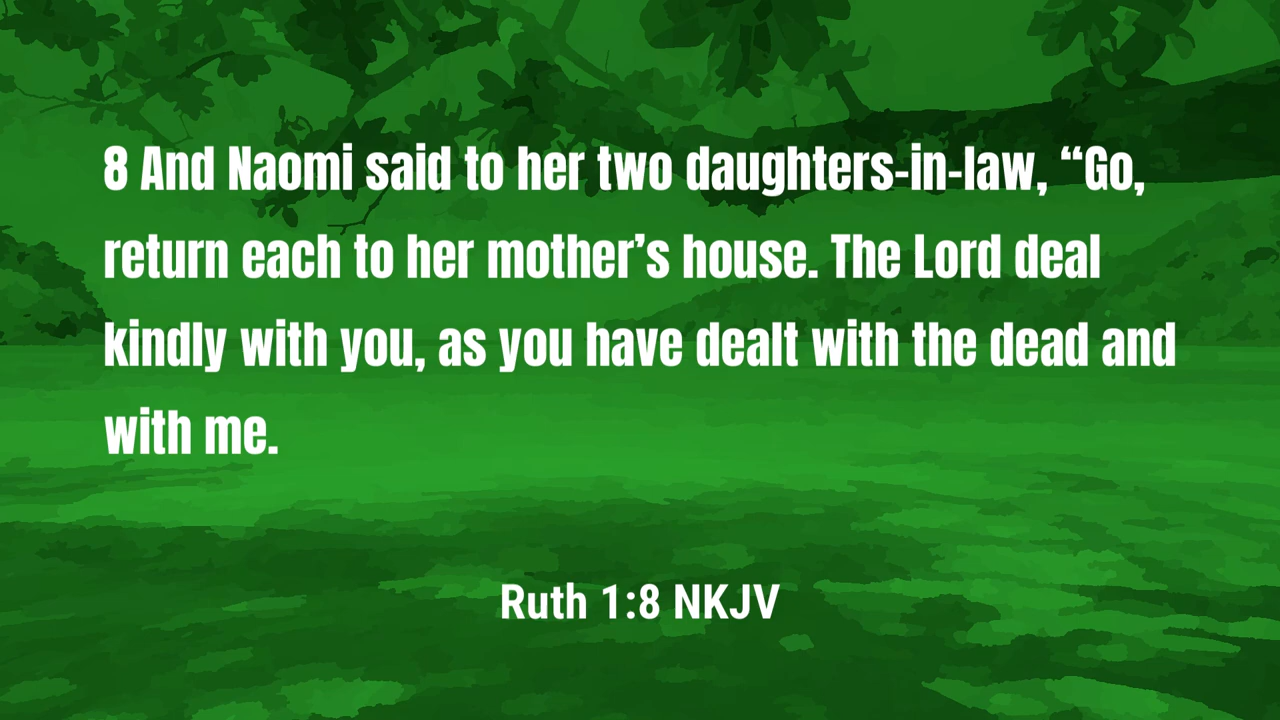 8 And Naomi said to her two daughters-in-law, “Go,
return each to her mother’s house. The Lord deal
kindly with you, as you have dealt with the dead and
with me.
Ruth 1:8 NKJV